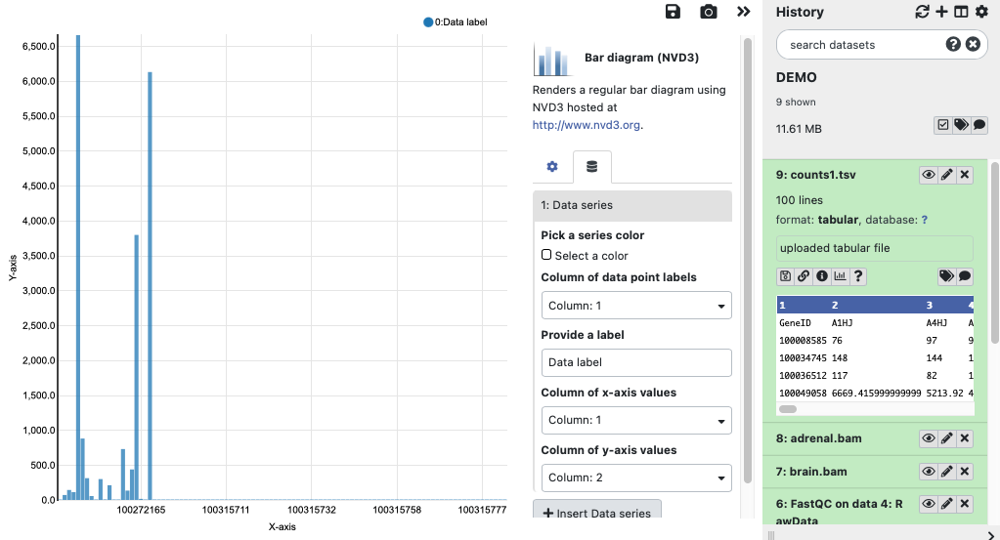 0:Data label
6,500.0
6,000.0
5,500.0
5,000.0
4,500.0
4,000.0
3,500.0
3,000.0
2,500.0
2,000.0
1,500.0
1,000.0
500.0
0.0
Y-axis
100272165 100315711 100315732 100315758 100315777
X-axis
Bar diagram (NVD3)
Renders a regular bar diagram using
NVD3 hosted at
http://www.nvd3.org.
1: Data series
Pick a series color
Select a color
Column of data point labels
Column: 1
Provide a label
Data label
Column of x-axis values
Column: 1
Column of y-axis values
Column: 2
+ Insert Data series
History
search datasets
DEMO
9 shown
11.61 MB
9: counts1.tsv
100 lines
format: tabular, database: ?
uploaded tabular file
1 2 3 4
GeneID A1HJ A4HJ A
100008585 76 97 9
100034745 148 144 1
100036512 117 82 1
100049058 6669.415999999999 5213.92 4
8: adrenal.bam
7: brain.bam
6: FastQC on data 4: R
awData